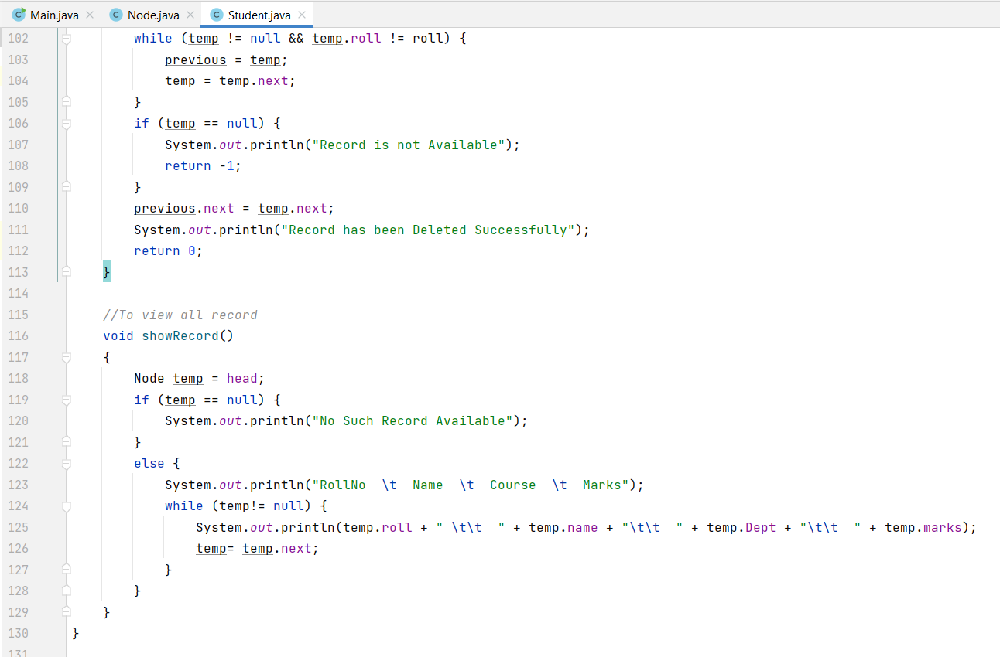 Main.java Node.java Student.java
102 while (temp != null && temp.roll != roll) {
103 previous = temp;
104 temp = temp.next;
105 }
106 if (temp == null) {
107 System.out.println("Record is not Available");
108 return -1;
109 }
110 previous.next = temp.next;
111 System.out.println("Record has been Deleted Successfully");
112 return 0;
113 }
114
115 //To view all record
116 void showRecord()
117 {
118 Node temp = head;
119 if (temp == null) {
120 System.out.println("No Such Record Available");
121 }
122 else {
123 System.out.println("RollNo  \t  Name  \t  Course  \t  Marks");
124 while (temp!= null) {
125 System.out.println(temp.roll + " \t\t  " + temp.name + "\t\t  " + temp.Dept + "\t\t  " + temp.marks);
126 temp= temp.next;
127 }
128 }
129 }
130 }
131